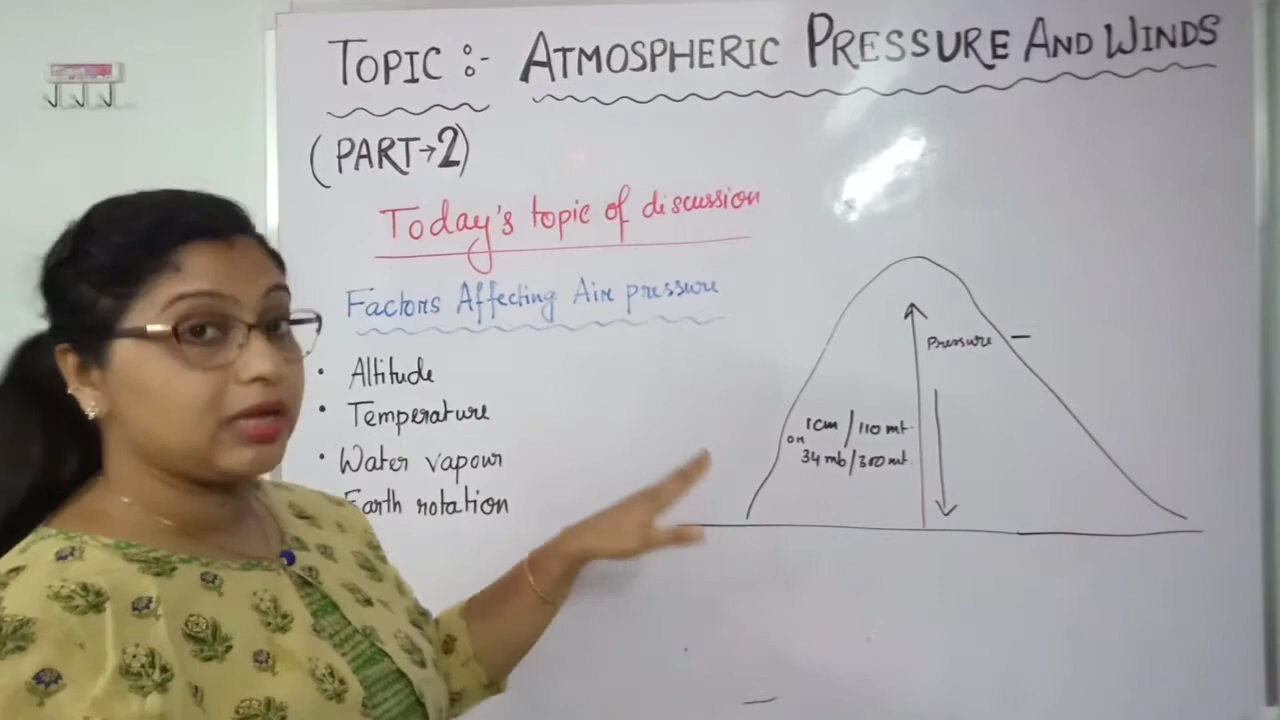 TOPIC :- ATMOSPHERIC PRESSURE AND WINDS
(PART→2)
Today's topic of discussion
Factors Affecting Air pressure
• Altitude
• Temperature
• Water vapour
Earth rotation
Pressure –
1cm / 110 mt.
or
34 mb / 300 mt.